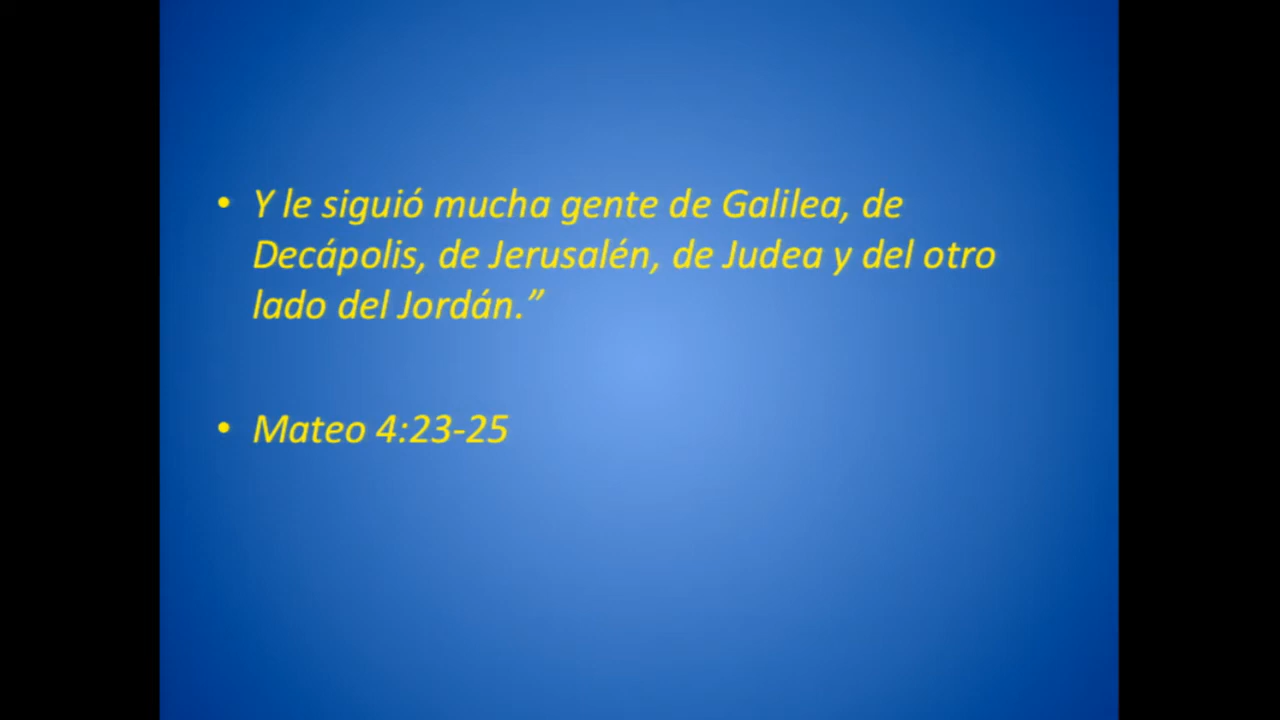 • Y le siguió mucha gente de Galilea, de
Decápolis, de Jerusalén, de Judea y del otro
lado del Jordán.”
• Mateo 4:23-25